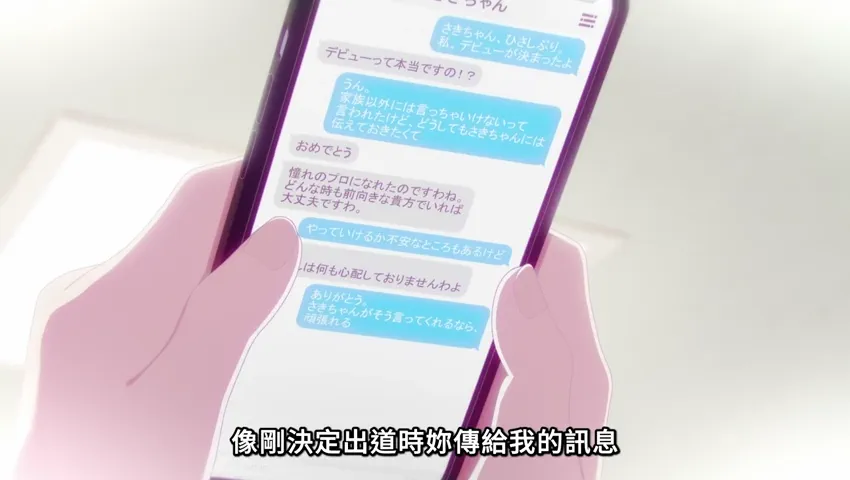 きちゃん
さきちゃん、ひさしぶり。
私、デビューが決まったよ
デビューって本当ですの！？
うん。
家族以外には言っちゃいけないって
言われたけど、どうしてもさきちゃんには
伝えておきたくて
おめでとう
憧れのプロになれたのですわね。
どんな時も前向きな貴方でいれば
大丈夫ですわ。
やっていけるか不安なところもあるけど
は何も心配しておりませんわよ
ありがとう。
さきちゃんがそう言ってくれるなら、
頑張れる
像剛決定出道時妳傳給我的訊息